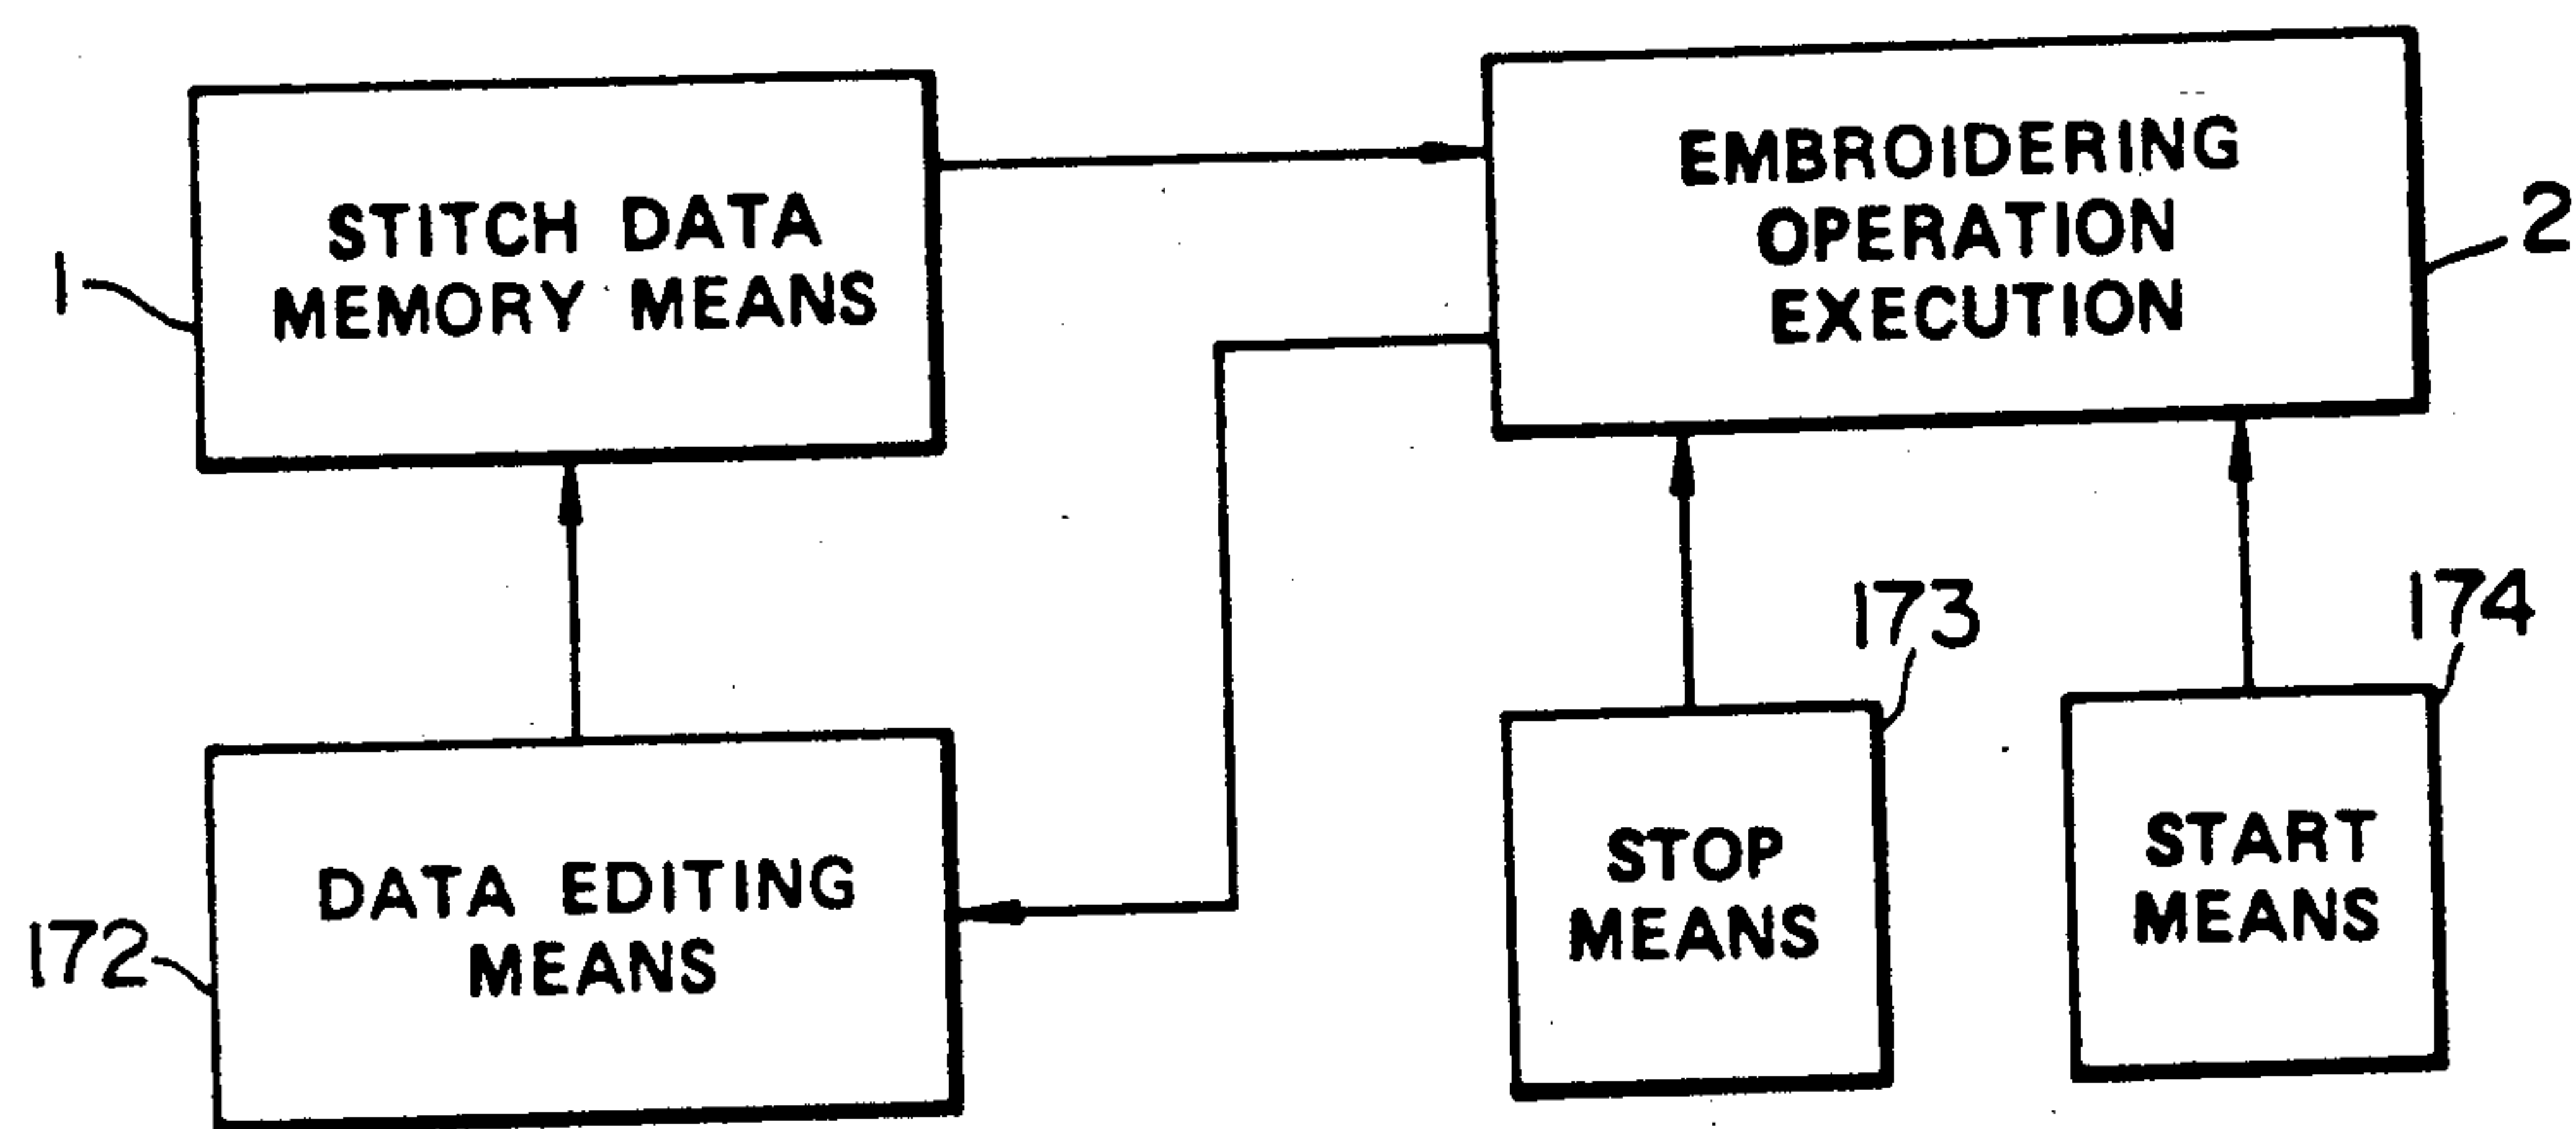 STITCH DATA
MEMORY MEANS
1
EMBROIDERING
OPERATION
EXECUTION
2
DATA EDITING
MEANS
172
STOP
MEANS
173
START
MEANS
174